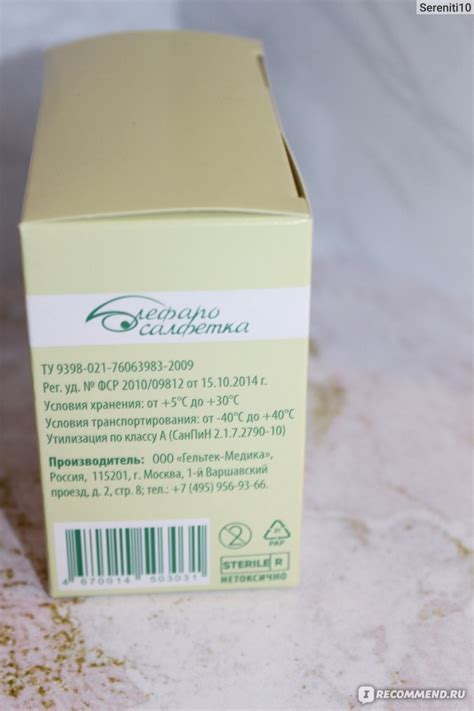 Sereniti10
Блефаро
салфетка
ТУ 9398-021-76063983-2009
Рег. уд. № ФСР 2010/09812 от 15.10.2014 г.
Условия хранения: от +5°С до +30°С
Условия транспортирования: от -40°С до +40°С
Утилизация по классу А (СанПиН 2.1.7.2790-10)
Производитель: ООО «Гельтек-Медика»,
Россия, 115201, г. Москва, 1-й Варшавский
проезд, д. 2, стр. 8; тел.: +7 (495) 956-93-66.
4 670014 503031
2
21
PAP
STERILE R
НЕТОКСИЧНО
I RECOMMEND.RU